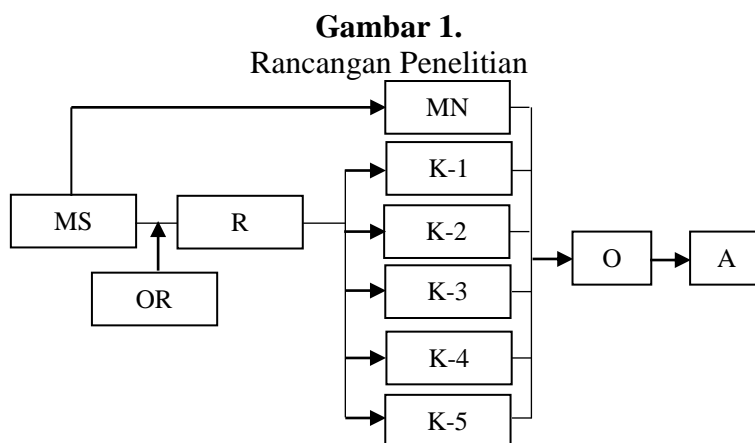 Gambar 1.
Rancangan Penelitian
MN
K-1
MS
R
K-2
O
A
OR
K-3
K-4
K-5